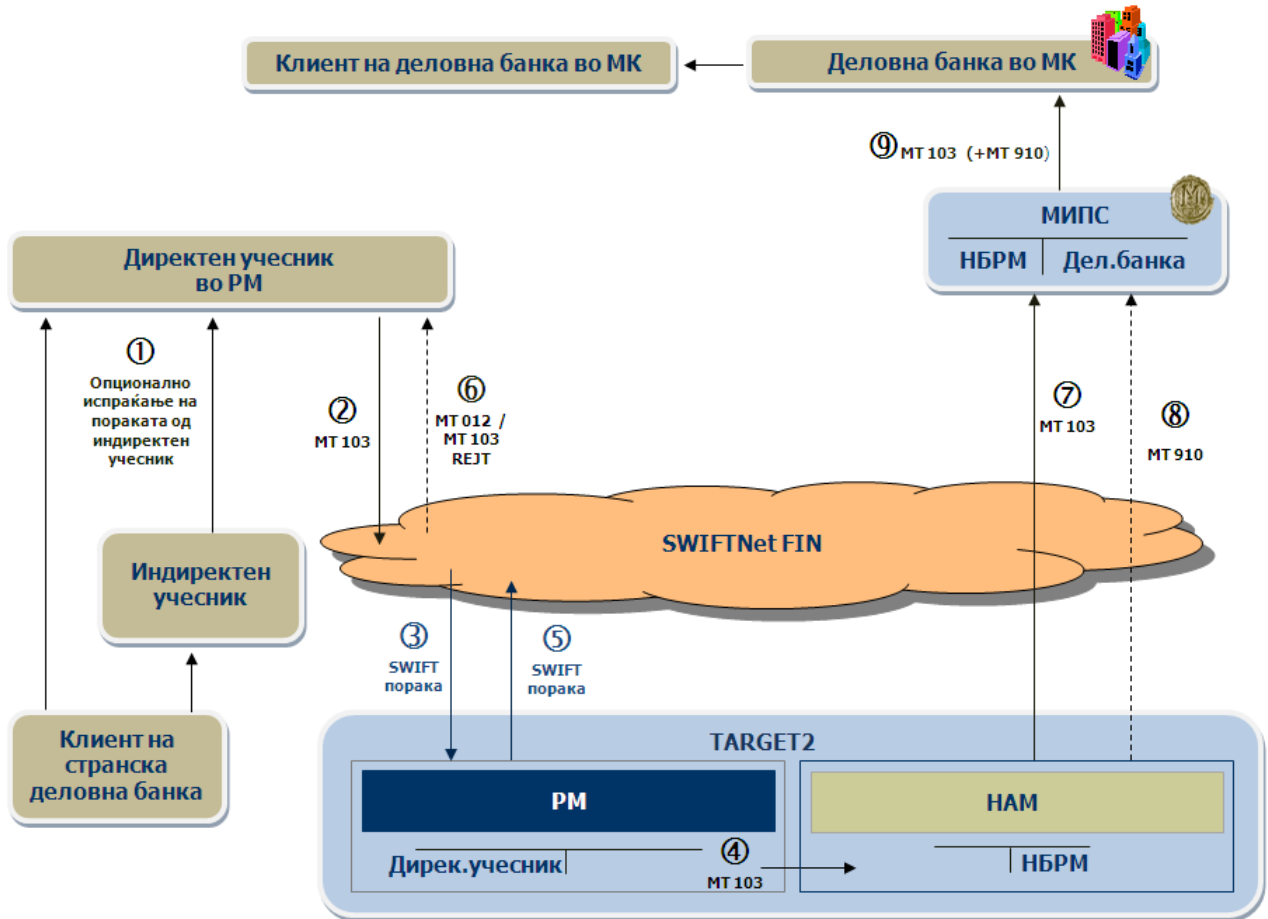 Клиент на деловна банка во МК
Деловна банка во МК
⑨ МТ 103 (+МТ 910)
МИПС
НБРМ Дел.банка
Директен учесник
во РМ
①
Опционално
испраќање на
пораката од
индиректен
учесник
②
МТ 103
⑥
МТ 012 /
МТ 103
REJT
⑦
МТ 103
⑧
МТ 910
SWIFTNet FIN
Индиректен
учесник
③
SWIFT
порака
⑤
SWIFT
порака
Клиент на
странска
деловна банка
TARGET2
РМ
НАМ
Дирек.учесник
④
МТ 103
НБРМ